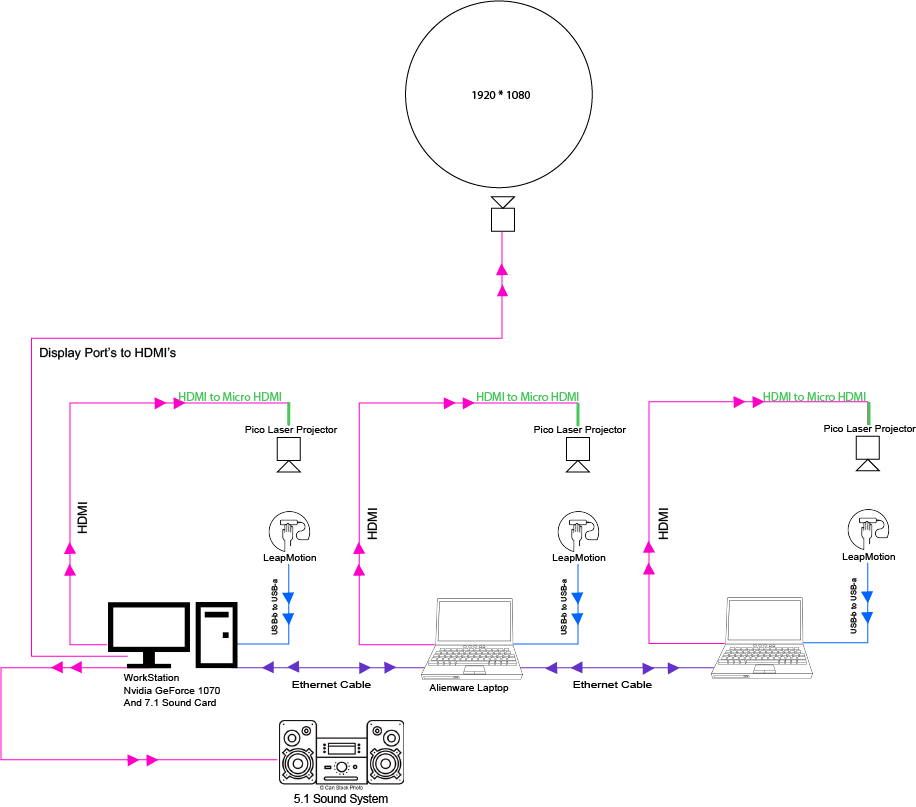 1920 * 1080
Display Port's to HDMI's
HDMI to Micro HDMI
HDMI to Micro HDMI
HDMI to Micro HDMI
Pico Laser Projector
Pico Laser Projector
Pico Laser Projector
HDMI
HDMI
HDMI
LeapMotion
LeapMotion
LeapMotion
USB-b to USB-a
USB-b to USB-a
USB-b to USB-a
WorkStation
Nvidia GeForce 1070
And 7.1 Sound Card
Ethernet Cable
Alienware Laptop
Ethernet Cable
© Can Stock Photo
5.1 Sound System